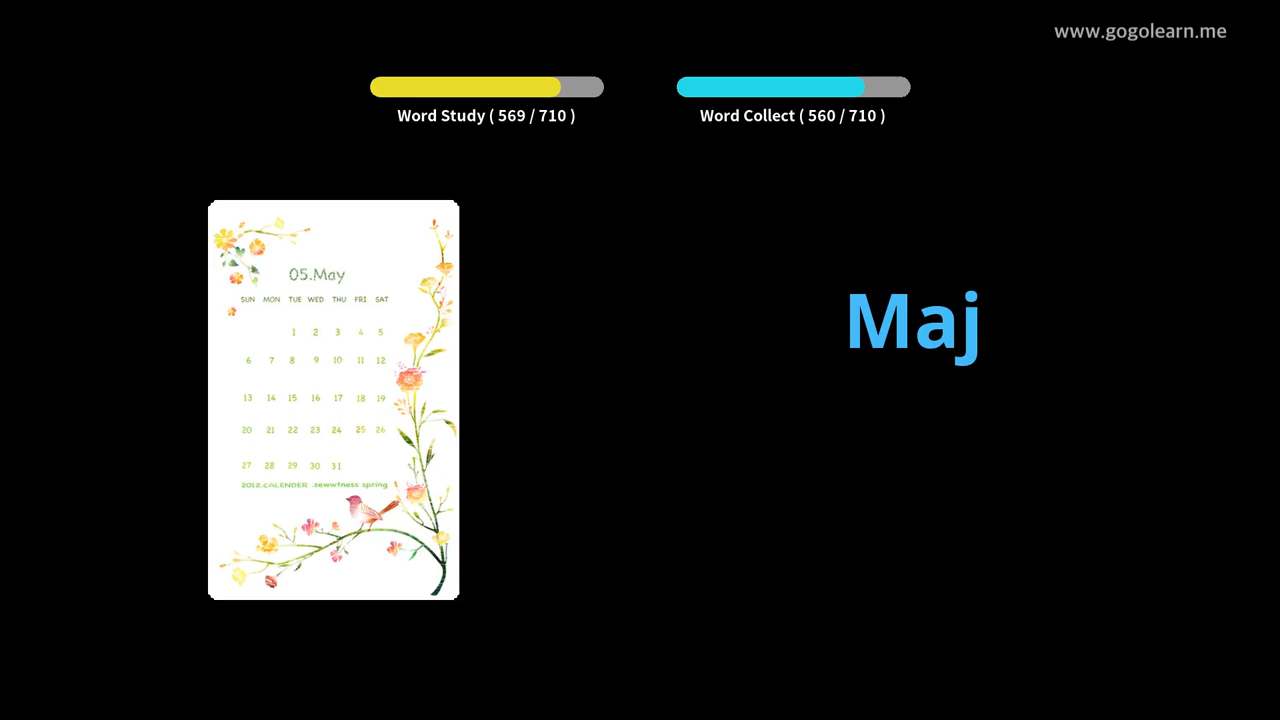 www.gogolearn.me
Word Study ( 569 / 710 )
Word Collect ( 560 / 710 )
05.May
SUN MON TUE WED THU FRI SAT
1 2 3 4 5
6 7 8 9 10 11 12
13 14 15 16 17 18 19
20 21 22 23 24 25 26
27 28 29 30 31
2012.CALENDER .sewwtness spring
Maj